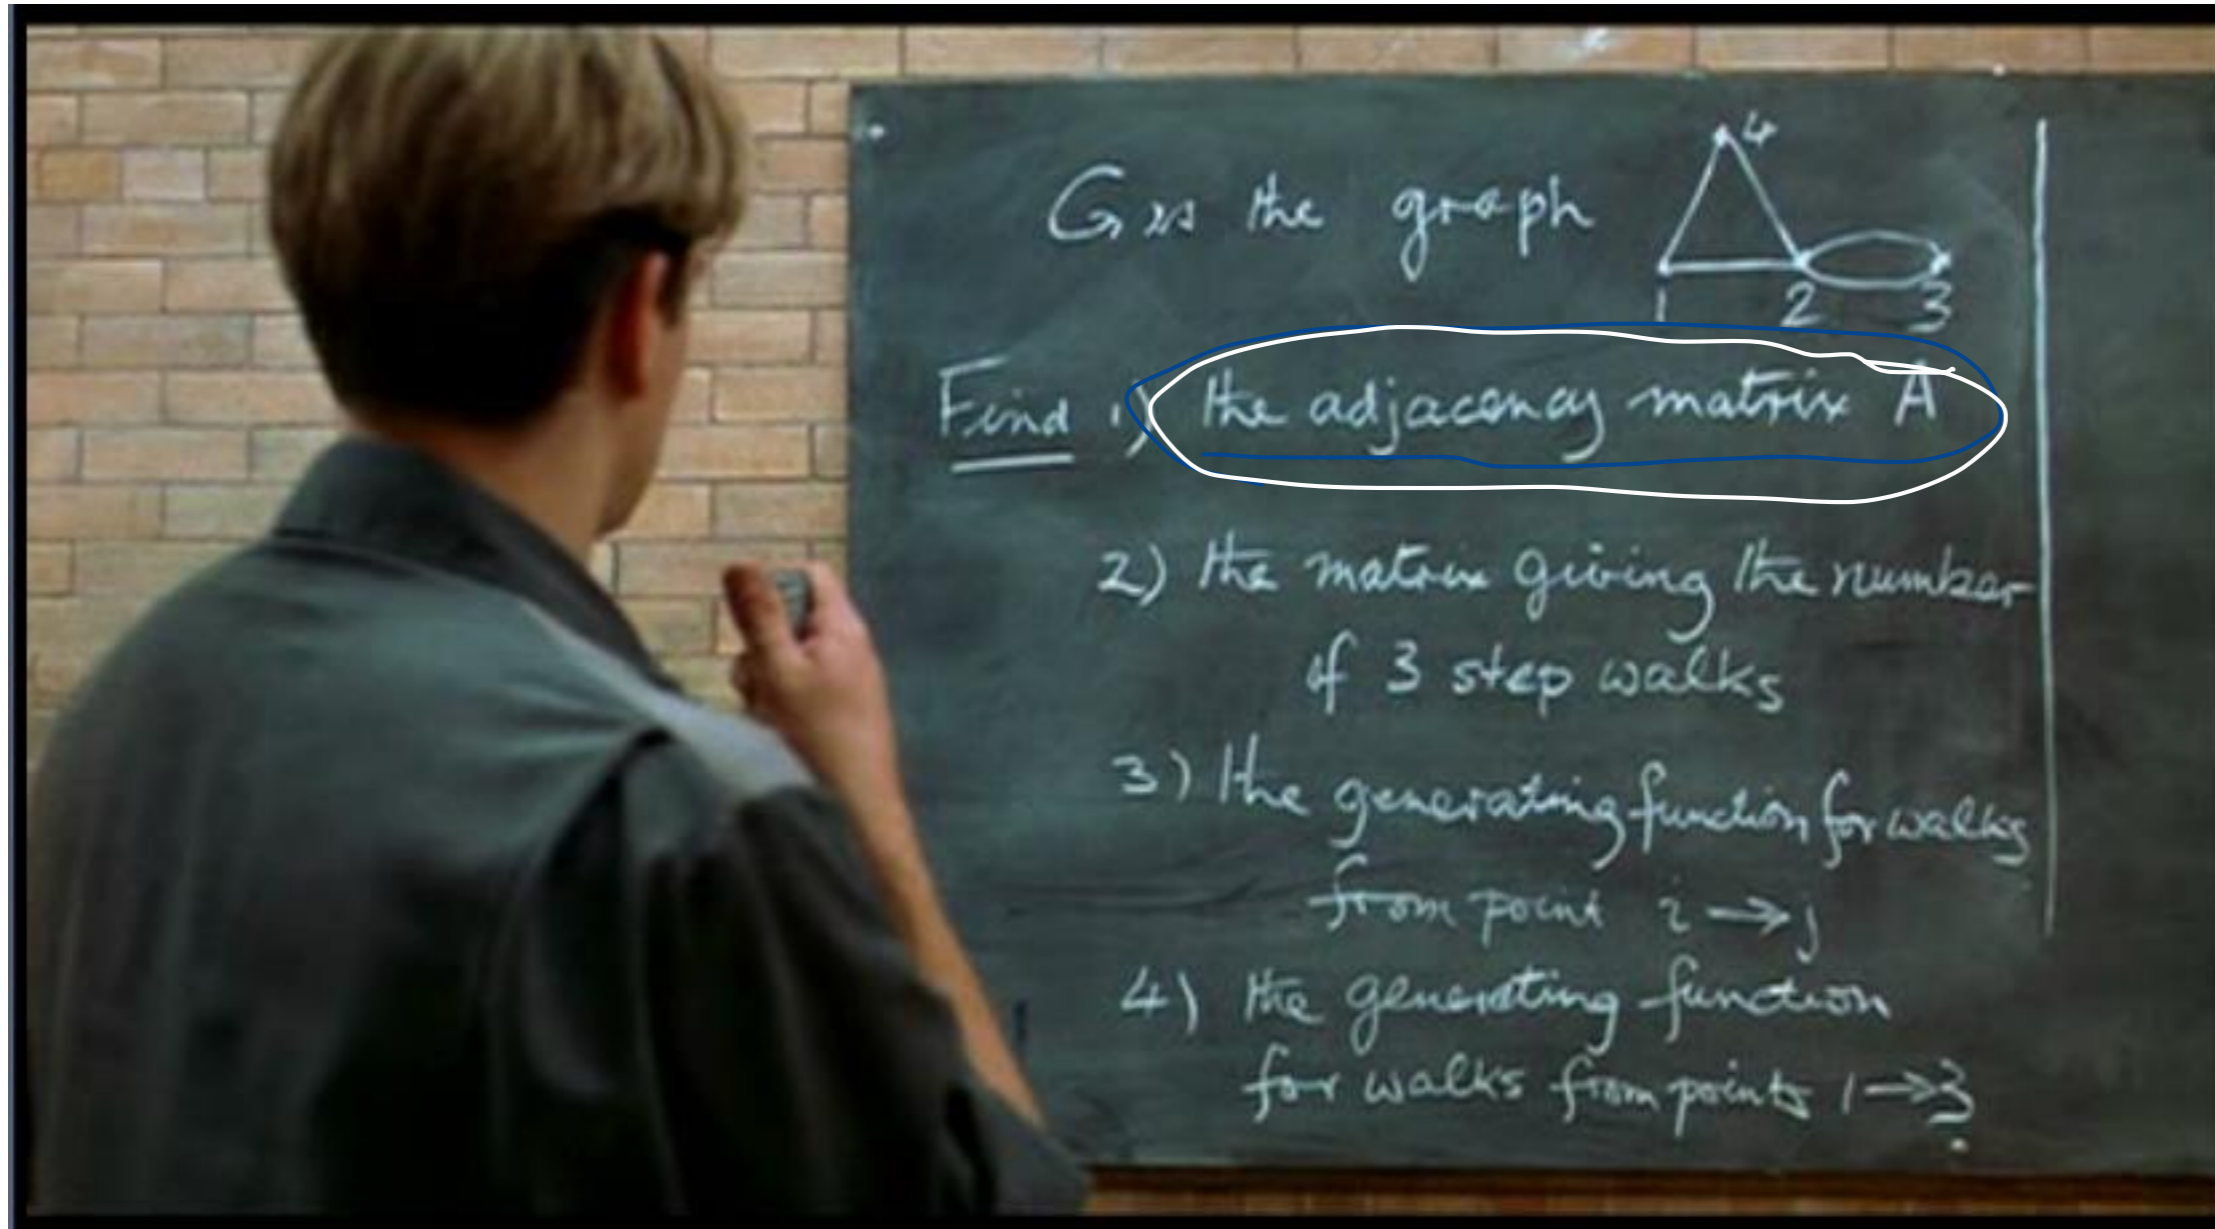 G is the graph
4
1 2 3
Find 1) the adjacency matrix A
2) the matrix giving the number
of 3 step walks
3) the generating function for walks
from point i → j
4) the generating function
for walks from points 1 → 3